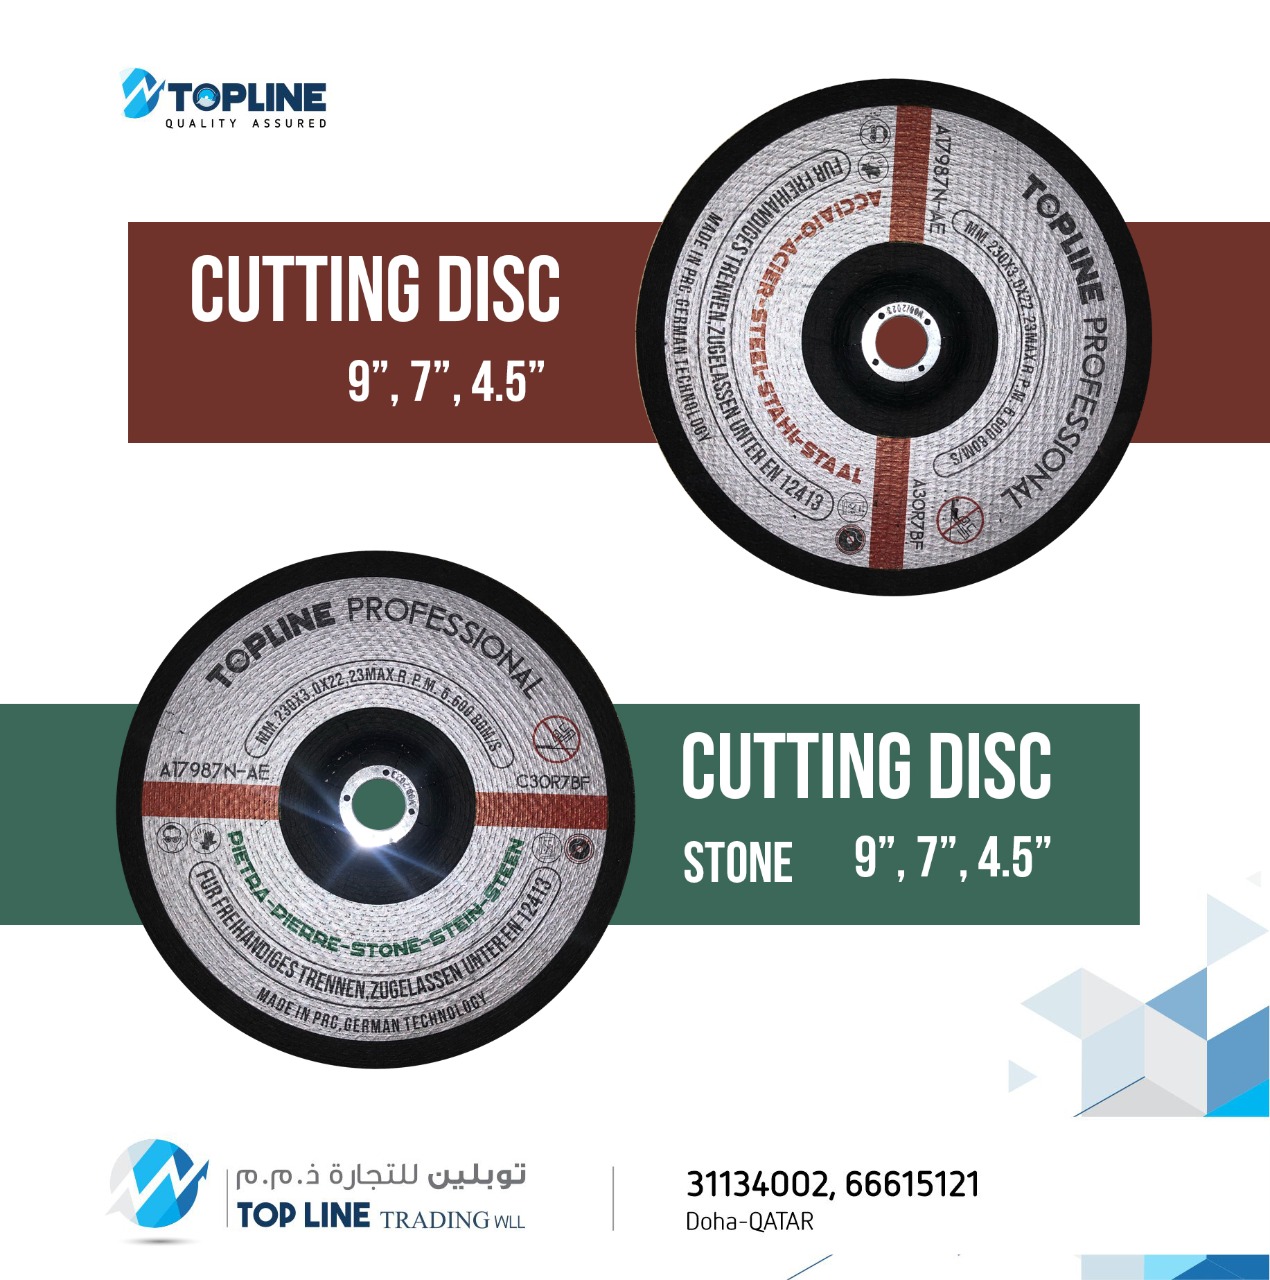 TOPLINE
QUALITY ASSURED
CUTTING DISC
9”, 7”, 4.5”
TOPLINE PROFESSIONAL
MM. 230X3,0X22,23MAX.R.P.M. 6,600 80M/S
A17987N-AE
A30R7BF
ACCIAIO-ACIER-STEEL-STAHL-STAAL
FUR FREIHANDIGES TRENNEN,ZUGELASSEN UNTER EN 12413
MADE IN PRC,GERMAN TECHNOLOGY
V06/2023
TOPLINE PROFESSIONAL
MM. 230X3,0X22,23MAX.R.P.M. 6,600 80M/S
A17987N-AE
C30R7BF
PIETRA-PIERRE-STONE-STEIN-STEEN
FUR FREIHANDIGES TRENNEN,ZUGELASSEN UNTER EN 12413
MADE IN PRC,GERMAN TECHNOLOGY
CUTTING DISC
STONE 9”, 7”, 4.5”
توبلين للتجارة ذ.م.م
TOP LINE TRADING WLL
31134002, 66615121
Doha-QATAR